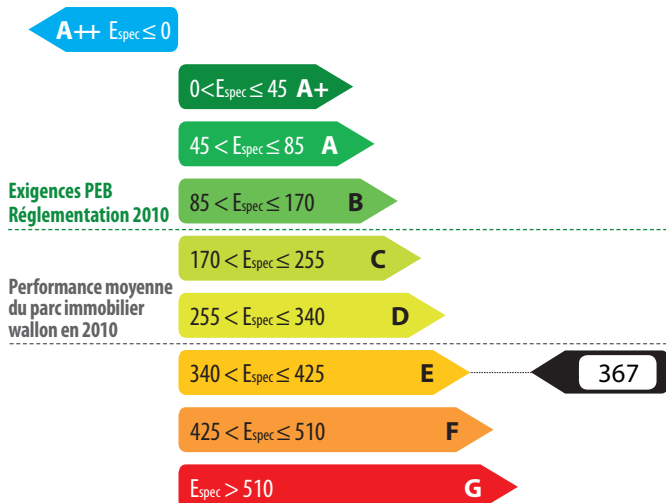 A++ Espec ≤ 0
0<Espec ≤ 45 A+
45 < Espec ≤ 85 A
Exigences PEB
Réglementation 2010
85 < Espec ≤ 170 B
170 < Espec ≤ 255 C
Performance moyenne
du parc immobilier
wallon en 2010
255 < Espec ≤ 340 D
340 < Espec ≤ 425 E
367
425 < Espec ≤ 510 F
Espec > 510 G